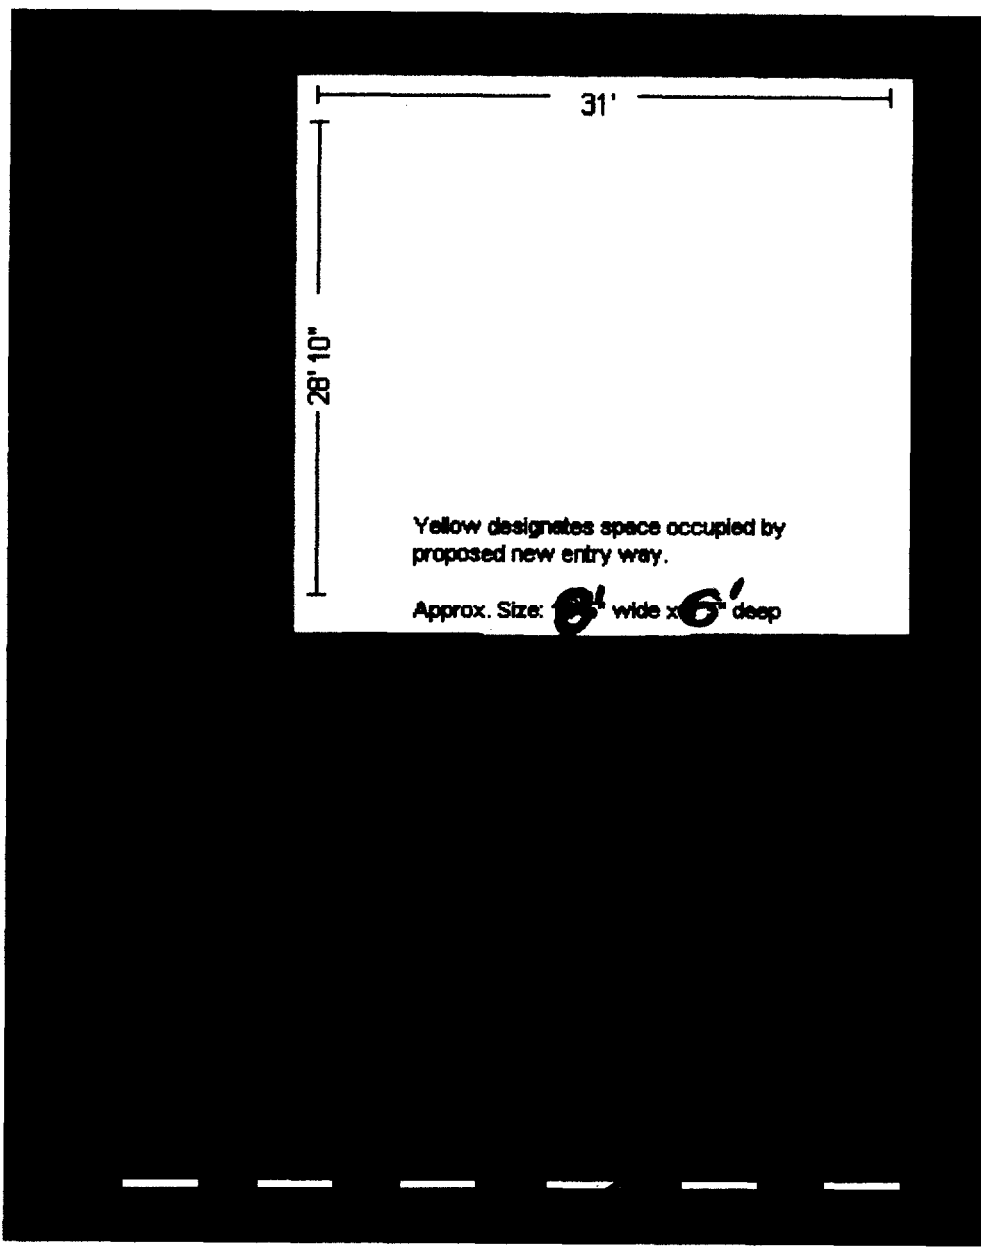 31'
28' 10"
Yellow designates space occupied by
proposed new entry way.
Approx. Size: 8' wide x 6' deep